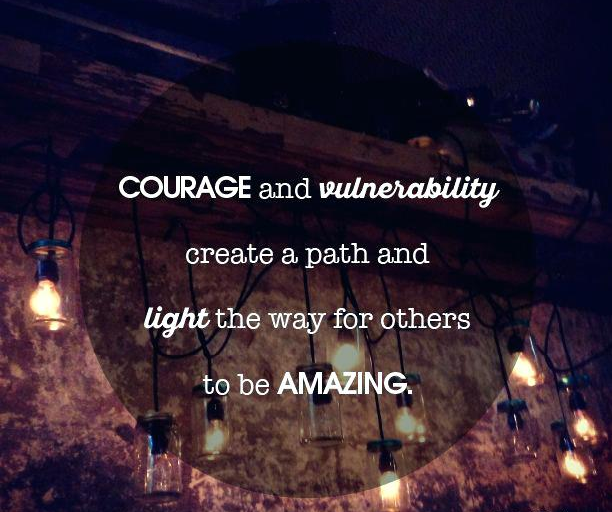 COURAGE and vulnerability
create a path and
light the way for others
to be AMAZING.